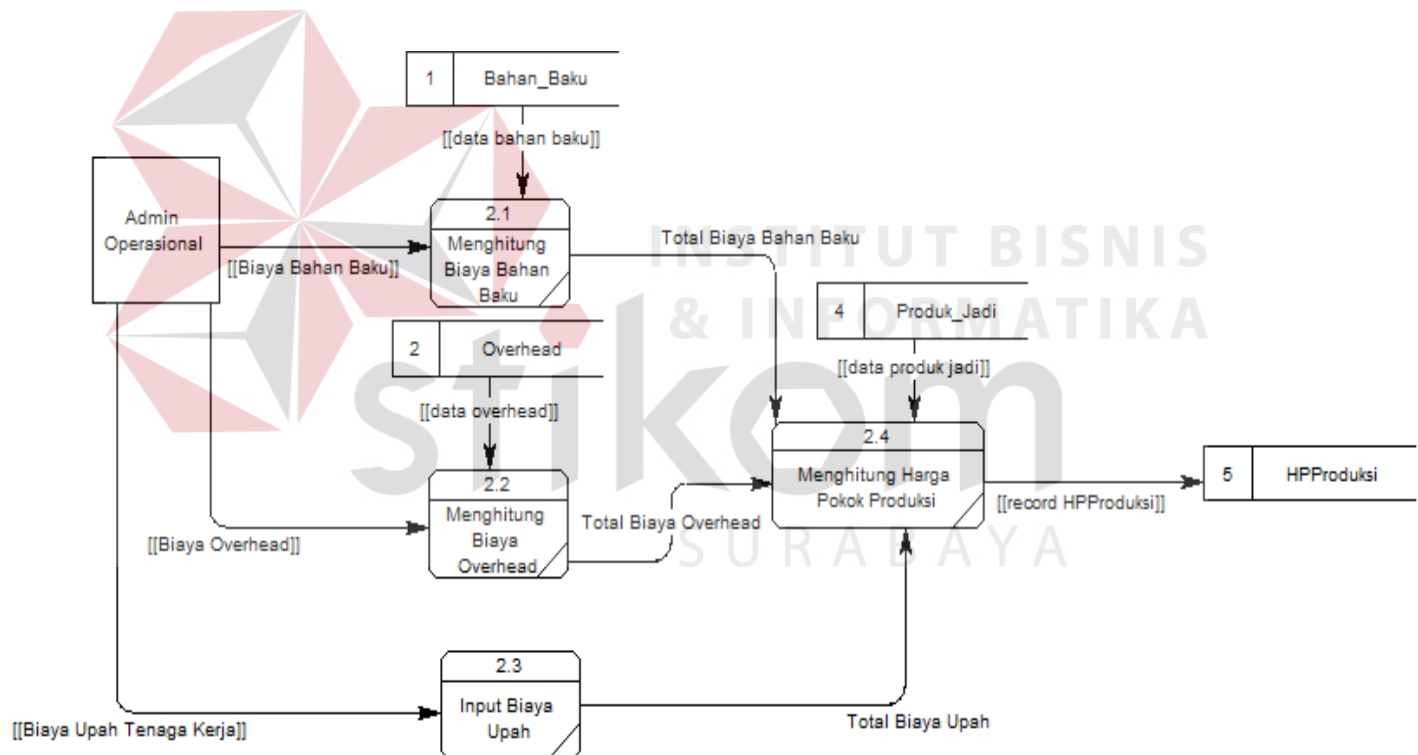 1
Bahan_Baku
[[data bahan baku]]
Admin
Operasional
[[Biaya Bahan Baku]]
2.1
Menghitung
Biaya Bahan
Baku
Total Biaya Bahan Baku
INSTITUT BISNIS
& INFORMATIKA
4
Produk_Jadi
[[data produk jadi]]
2
Overhead
[[data overhead]]
stikom
SURABAYA
2.2
Menghitung
Biaya
Overhead
[[Biaya Overhead]]
Total Biaya Overhead
2.4
Menghitung Harga
Pokok Produksi
[[record HPProduksi]]
5
HPProduksi
2.3
Input Biaya
Upah
[[Biaya Upah Tenaga Kerja]]
Total Biaya Upah